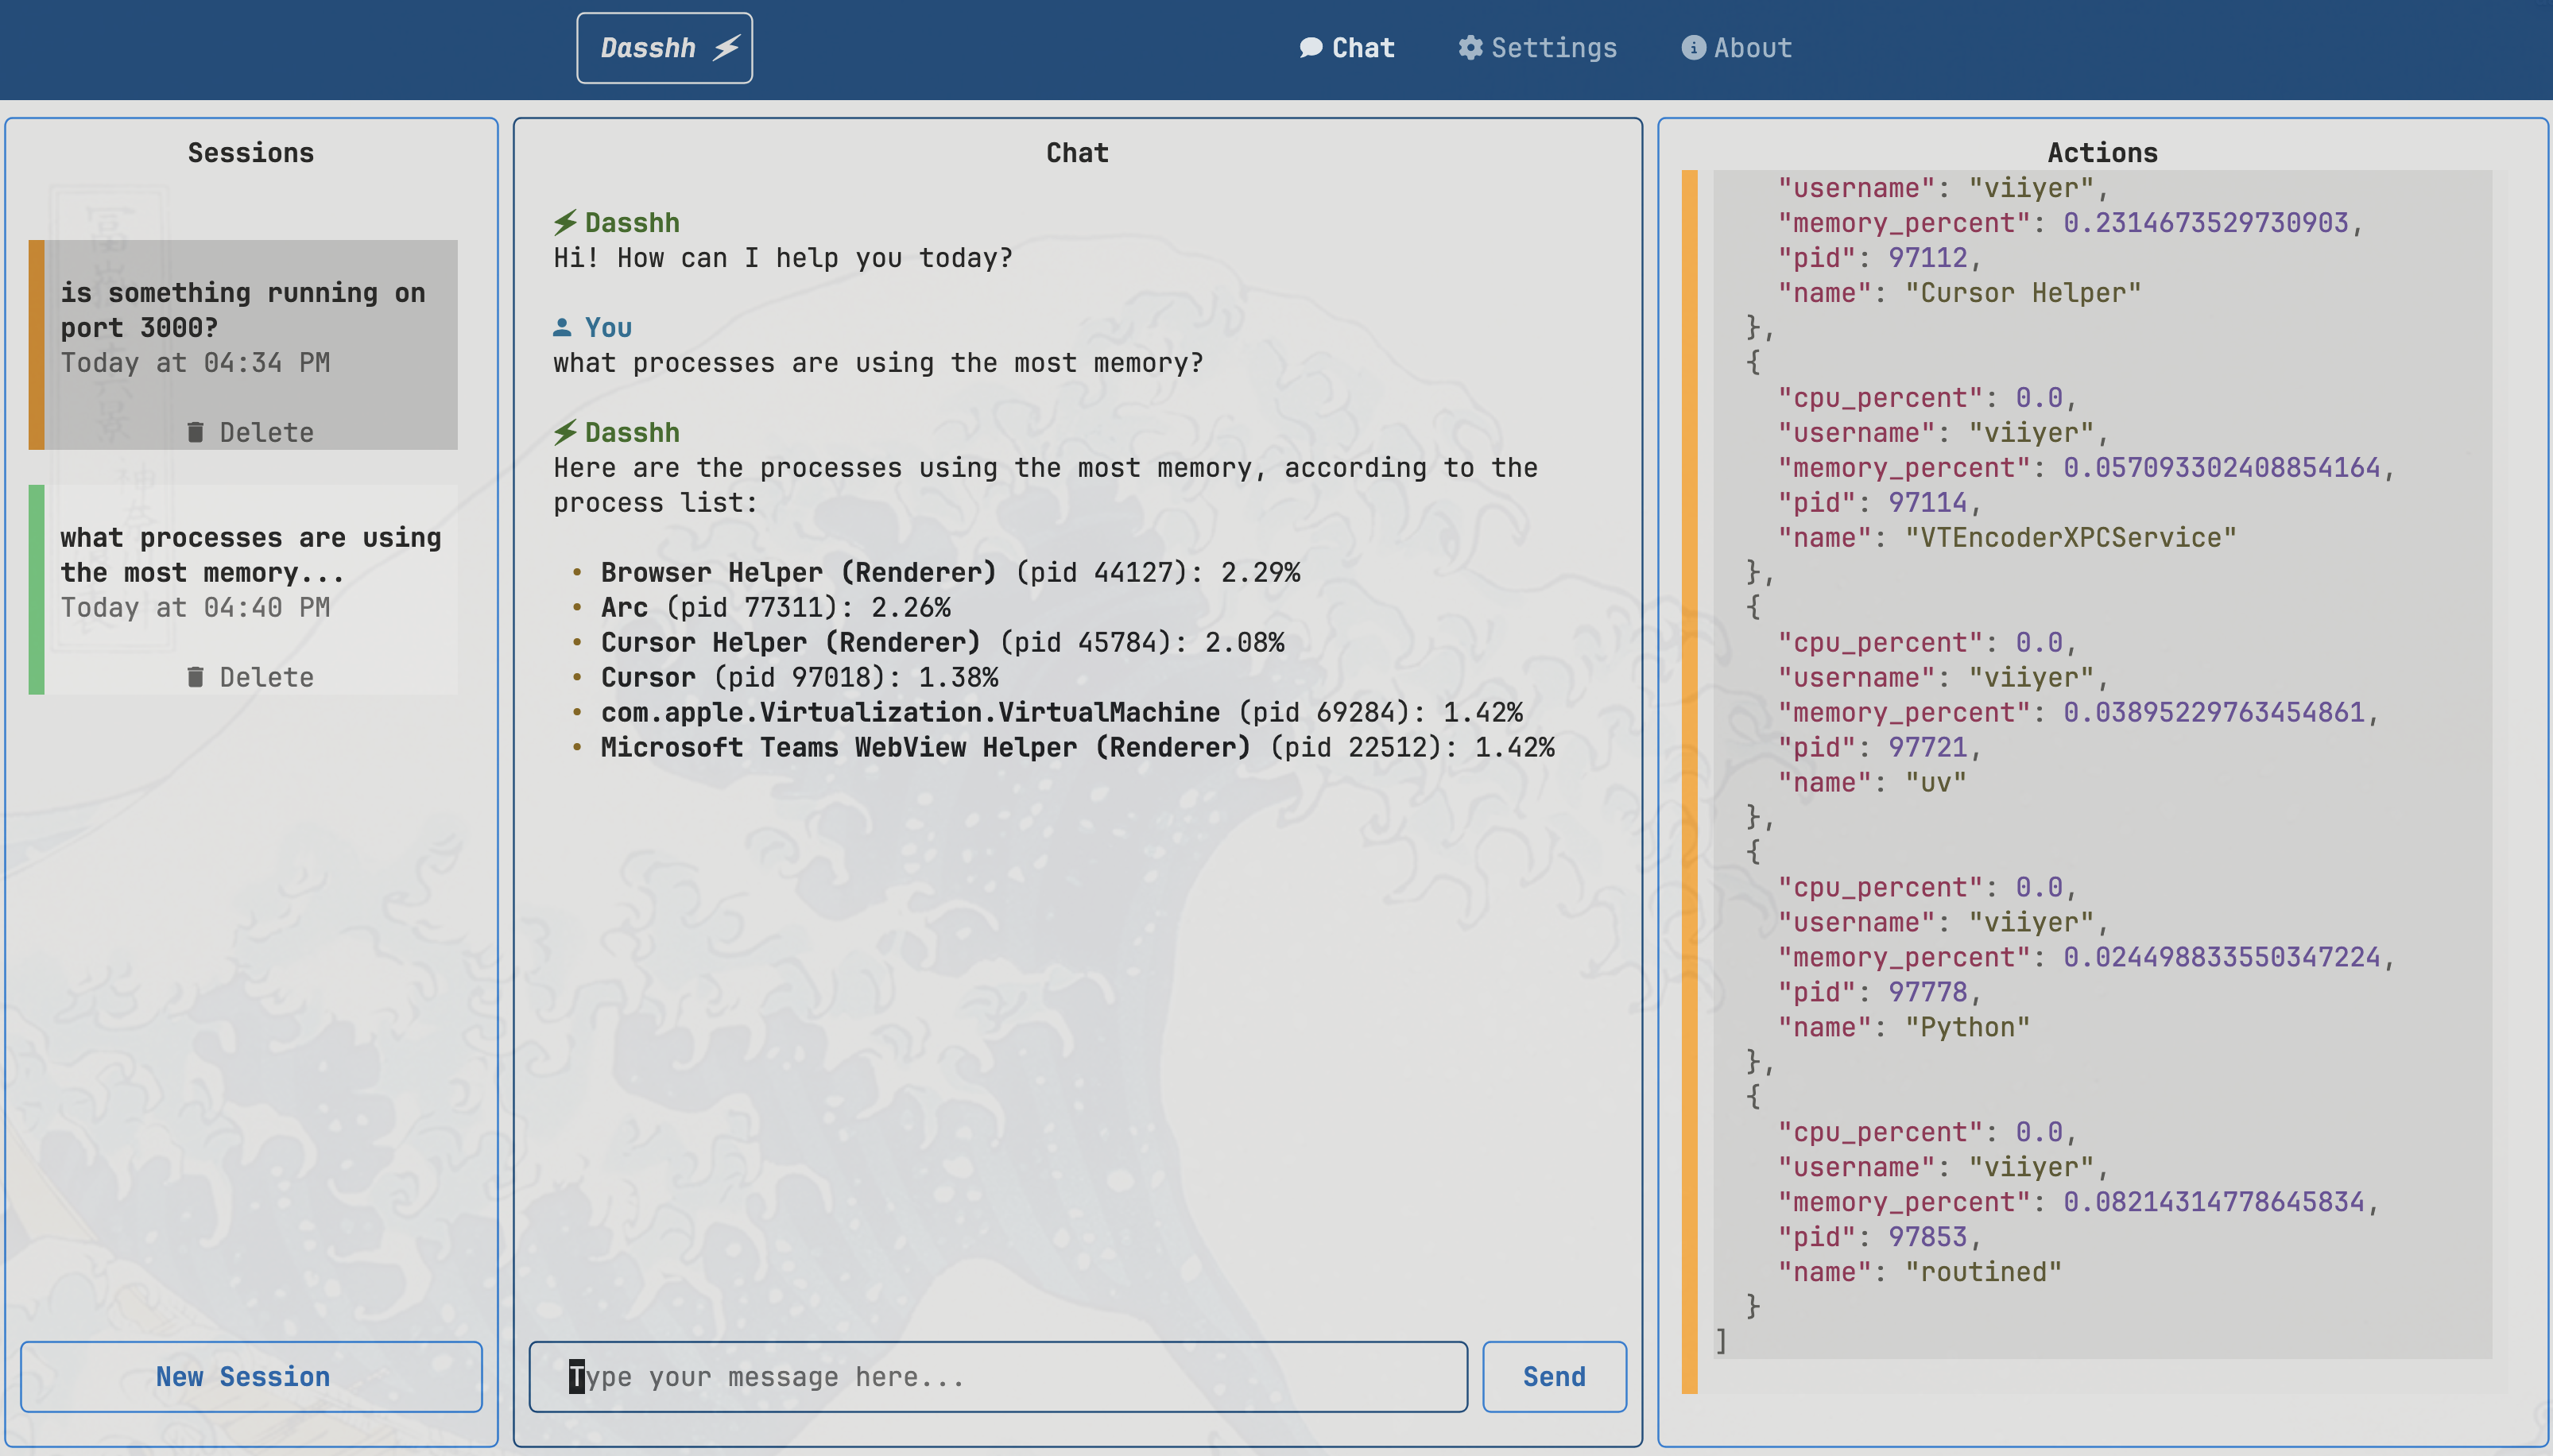 Dasshh
Chat
Settings
About
Sessions
is something running on
port 3000?
Today at 04:34 PM
Delete
what processes are using
the most memory...
Today at 04:40 PM
Delete
New Session
Chat
Dasshh
Hi! How can I help you today?
You
what processes are using the most memory?
Dasshh
Here are the processes using the most memory, according to the
process list:
• Browser Helper (Renderer) (pid 44127): 2.29%
• Arc (pid 77311): 2.26%
• Cursor Helper (Renderer) (pid 45784): 2.08%
• Cursor (pid 97018): 1.38%
• com.apple.Virtualization.VirtualMachine (pid 69284): 1.42%
• Microsoft Teams WebView Helper (Renderer) (pid 22512): 1.42%
Type your message here...
Send
Actions
"username": "viiyer",
"memory_percent": 0.2314673529730903,
"pid": 97112,
"name": "Cursor Helper"
},
{
"cpu_percent": 0.0,
"username": "viiyer",
"memory_percent": 0.057093302408854164,
"pid": 97114,
"name": "VTEncoderXPCService"
},
{
"cpu_percent": 0.0,
"username": "viiyer",
"memory_percent": 0.03895229763454861,
"pid": 97721,
"name": "uv"
},
{
"cpu_percent": 0.0,
"username": "viiyer",
"memory_percent": 0.024498833550347224,
"pid": 97778,
"name": "Python"
},
{
"cpu_percent": 0.0,
"username": "viiyer",
"memory_percent": 0.08214314778645834,
"pid": 97853,
"name": "routined"
}
]